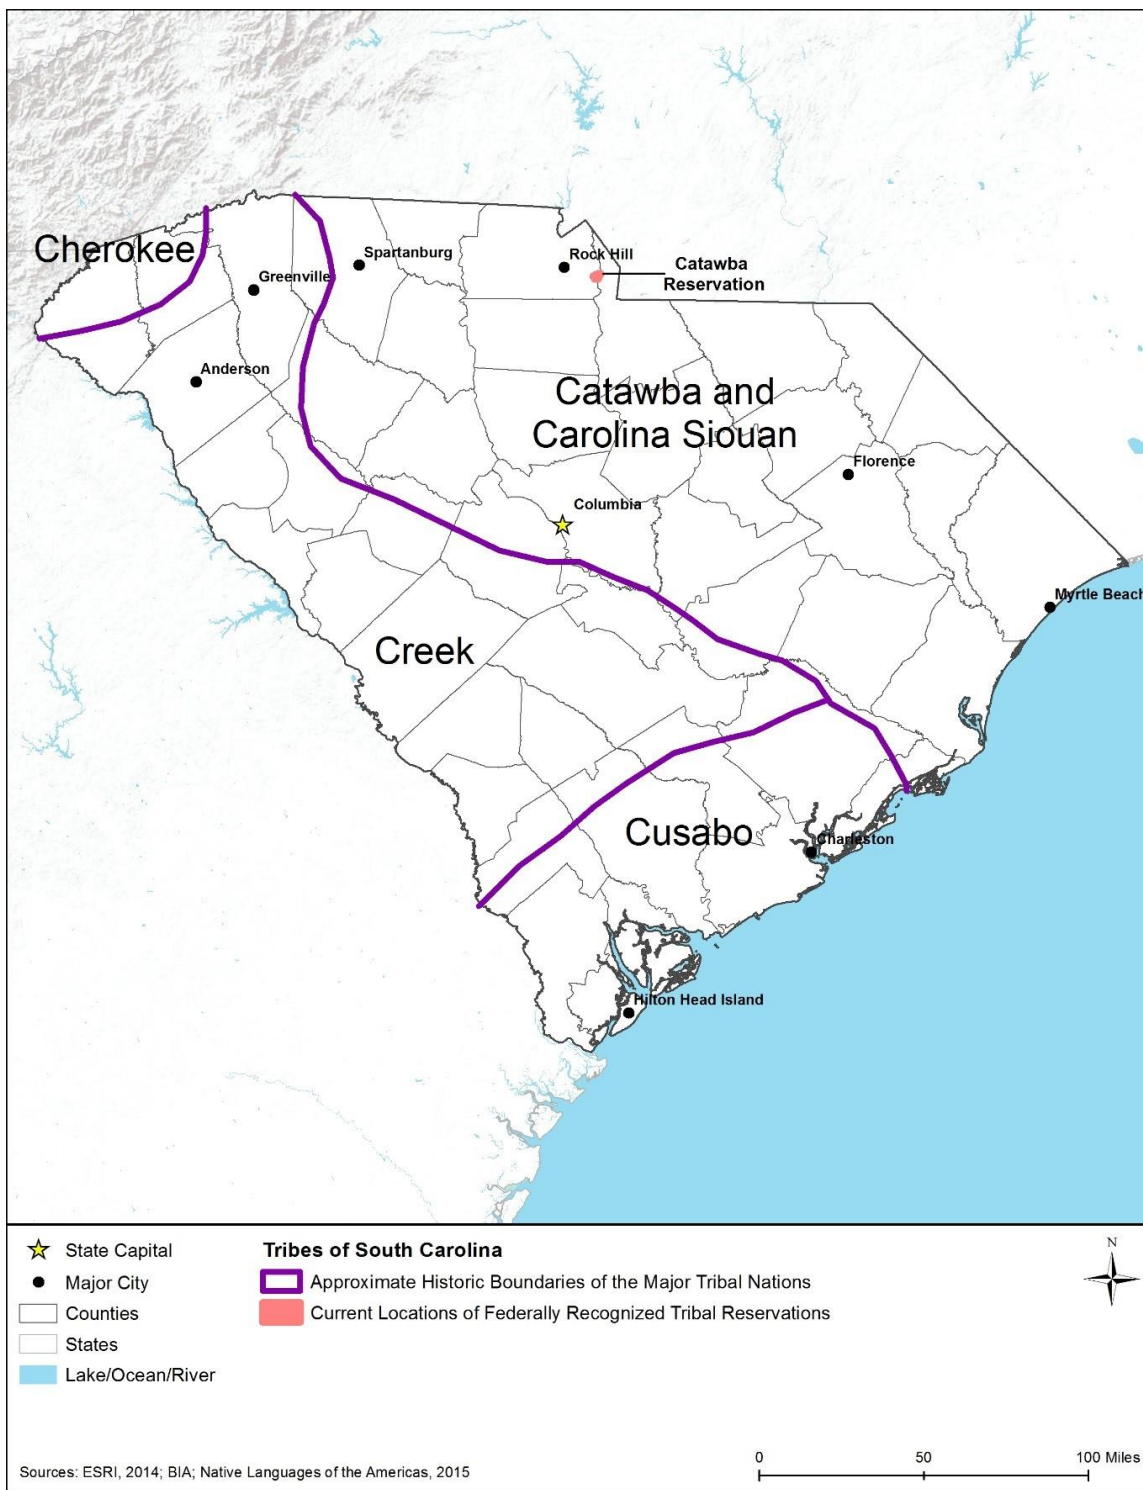 Cherokee
Spartanburg
Rock Hill
Greenville
Catawba
Reservation
Anderson
Catawba and
Carolina Siouan
Florence
Columbia
Myrtle Beach
Creek
Cusabo
Charleston
Hilton Head Island
State Capital
Major City
Counties
States
Lake/Ocean/River
Tribes of South Carolina
Approximate Historic Boundaries of the Major Tribal Nations
Current Locations of Federally Recognized Tribal Reservations
N
Sources: ESRI, 2014; BIA; Native Languages of the Americas, 2015
0 50 100 Miles